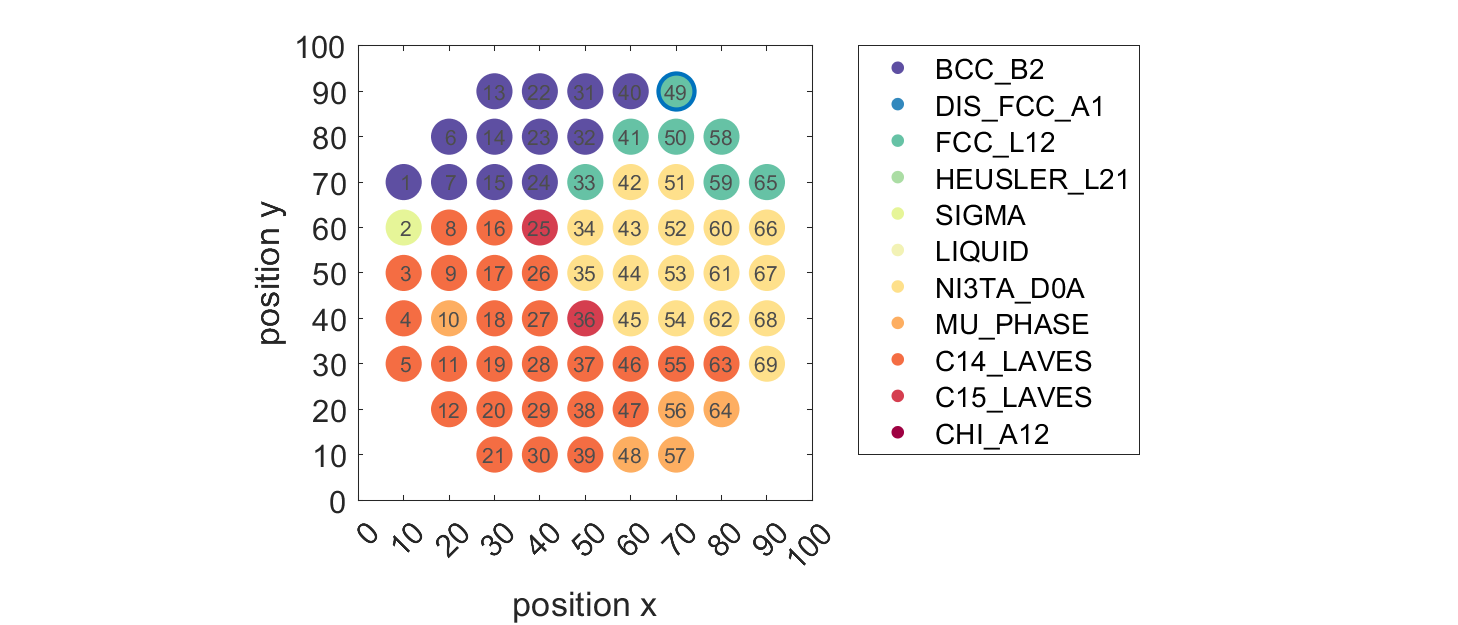 100
90
80
70
60
50
40
30
20
10
0
position y
13 22 31 40 49
6 14 23 32 41 50 58
1 7 15 24 33 42 51 59 65
2 8 16 25 34 43 52 60 66
3 9 17 26 35 44 53 61 67
4 10 18 27 36 45 54 62 68
5 11 19 28 37 46 55 63 69
12 20 29 38 47 56 64
21 30 39 48 57
0 10 20 30 40 50 60 70 80 90 100
position x
BCC_B2
DIS_FCC_A1
FCC_L12
HEUSLER_L21
SIGMA
LIQUID
NI3TA_D0A
MU_PHASE
C14_LAVES
C15_LAVES
CHI_A12